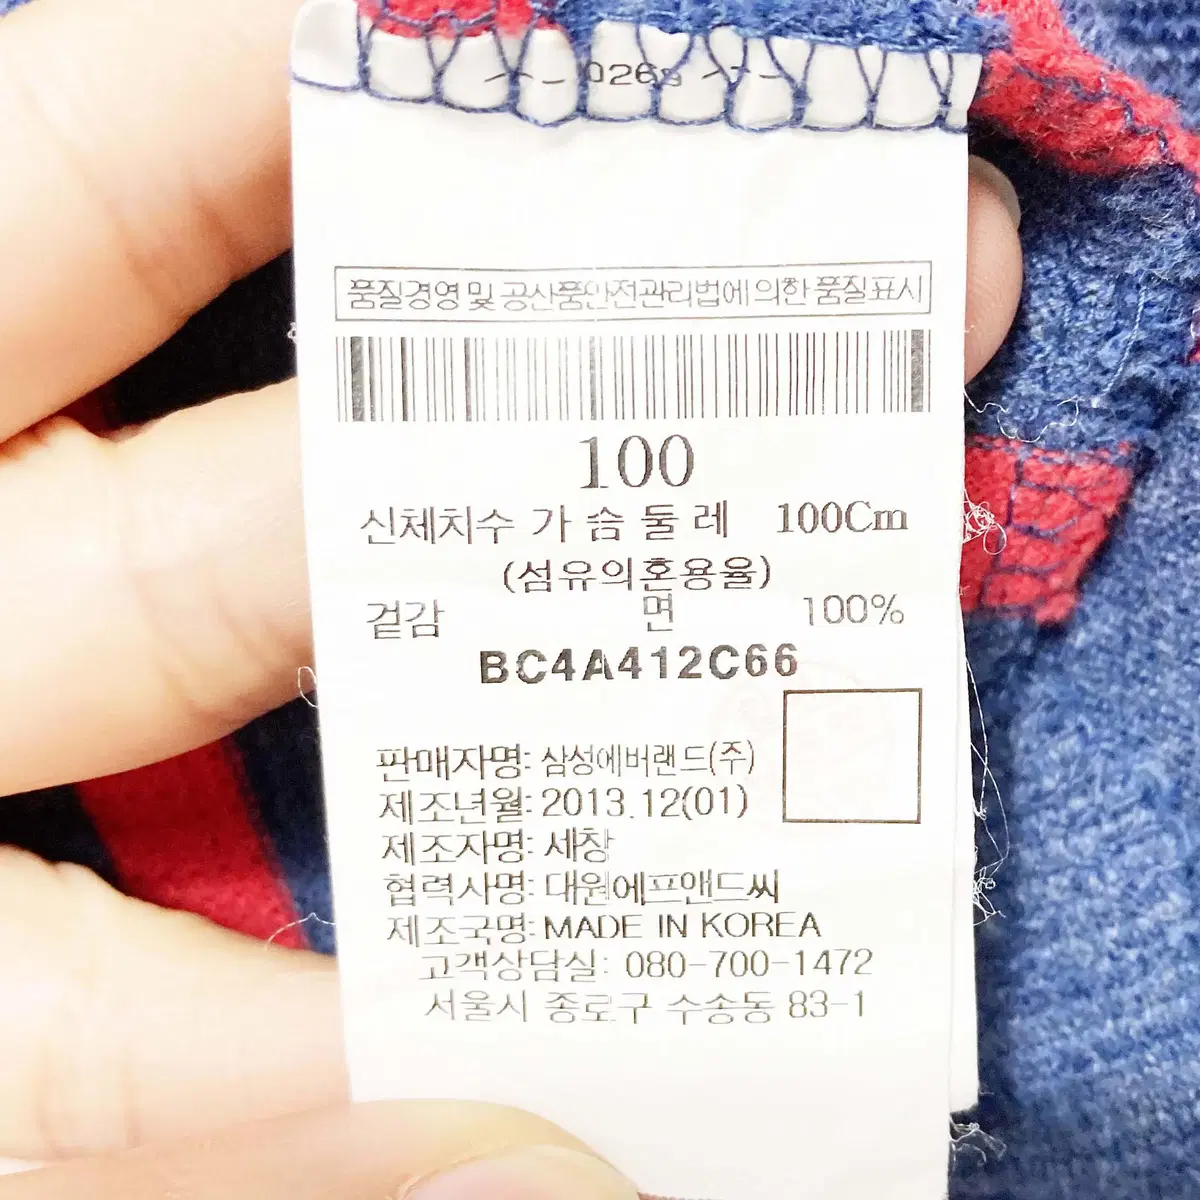 026
품질경영 및 공산품안전관리법에 의한 품질표시
100
신체치수 가 슴 둘 레 100Cm
(섬유의혼용율)
겉감 면 100%
BC4A412C66
판매자명: 삼성에버랜드(주)
제조년월: 2013.12(01)
제조자명: 세창
협력사명: 대원에프앤드씨
제조국명: MADE IN KOREA
고객상담실: 080-700-1472
서울시 종로구 수송동 83-1